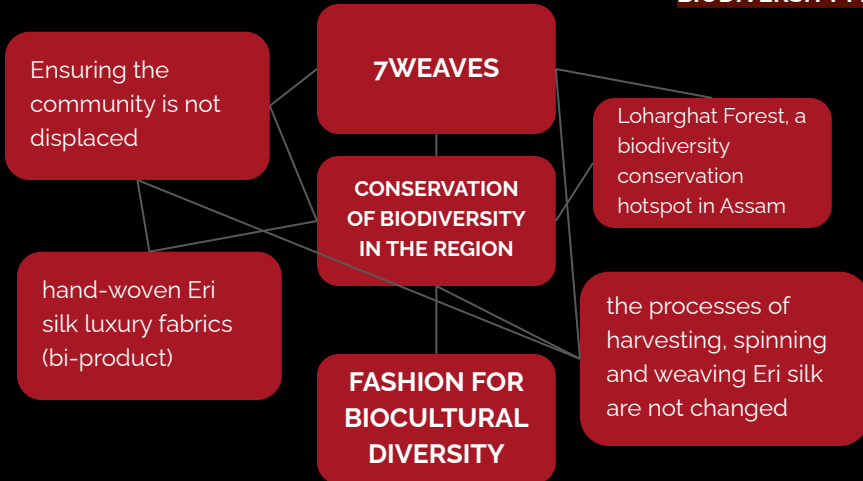 BIODIVERSITY
7WEAVES
Ensuring the
community is not
displaced
Loharghat Forest, a
biodiversity
conservation
hotspot in Assam
CONSERVATION
OF BIODIVERSITY
IN THE REGION
hand-woven Eri
silk luxury fabrics
(bi-product)
the processes of
harvesting, spinning
and weaving Eri silk
are not changed
FASHION FOR
BIOCULTURAL
DIVERSITY